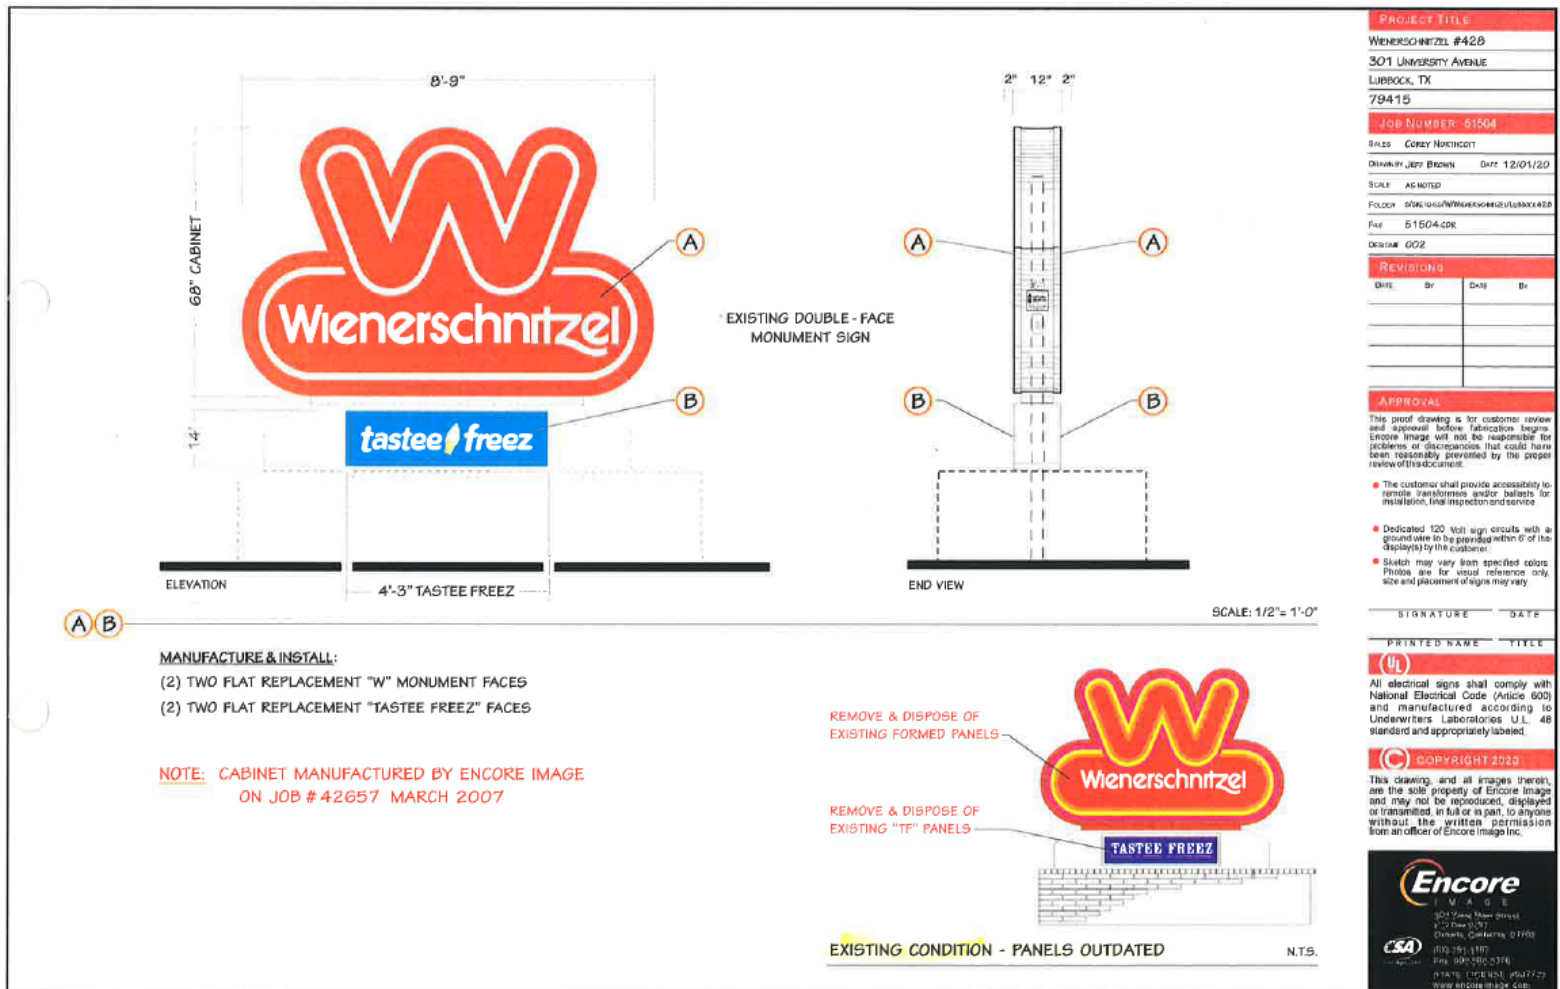 8'-9"
68" CABINET
W
Wienerschnitzel
A
14'
tastee freez
B
ELEVATION
4'-3" TASTEE FREEZ
EXISTING DOUBLE - FACE
MONUMENT SIGN
2" 12" 2"
A A
B B
END VIEW
SCALE: 1/2"= 1'-0"
A B
MANUFACTURE & INSTALL:
(2) TWO FLAT REPLACEMENT "W" MONUMENT FACES
(2) TWO FLAT REPLACEMENT "TASTEE FREEZ" FACES
NOTE: CABINET MANUFACTURED BY ENCORE IMAGE
ON JOB # 42657 MARCH 2007
REMOVE & DISPOSE OF
EXISTING FORMED PANELS
REMOVE & DISPOSE OF
EXISTING "TF" PANELS
W
Wienerschnitzel
TASTEE FREEZ
EXISTING CONDITION - PANELS OUTDATED
N.T.S.
PROJECT TITLE
WIENERSCHNITZEL #428
301 UNIVERSITY AVENUE
LUBBOCK, TX
79415
JOB NUMBER 51504
SALES COREY NORTHCOTT
DRAWN BY JEFF BROWN DATE 12/01/20
SCALE AS NOTED
FOLDER
FILE 51504.CDR
DESIGN# 002
REVISIONS
DATE BY DATE BY
APPROVAL
This proof drawing is for customer review
and approval before fabrication begins.
Encore Image will not be responsible for
problems or discrepancies that could have
been reasonably prevented by the proper
review of this document.
The customer shall provide accessibility to
remote transformers and/or ballasts for
installation, final inspection and service
Dedicated 120 Volt sign circuits with a
ground wire to be provided within 6' of the
display(s) by the customer
Sketch may vary from specified colors
Photos are for visual reference only,
size and placement of signs may vary
SIGNATURE DATE
PRINTED NAME TITLE
UL
All electrical signs shall comply with
National Electrical Code (Article 600)
and manufactured according to
Underwriters Laboratories U.L. 48
standard and appropriately labeled.
© COPYRIGHT 2020
This drawing, and all images therein,
are the sole property of Encore Image
and may not be reproduced, displayed
or transmitted, in full or in part, to anyone
without the written permission
from an officer of Encore Image Inc.
Encore
IMAGE
CSA
www.encoreimage.com